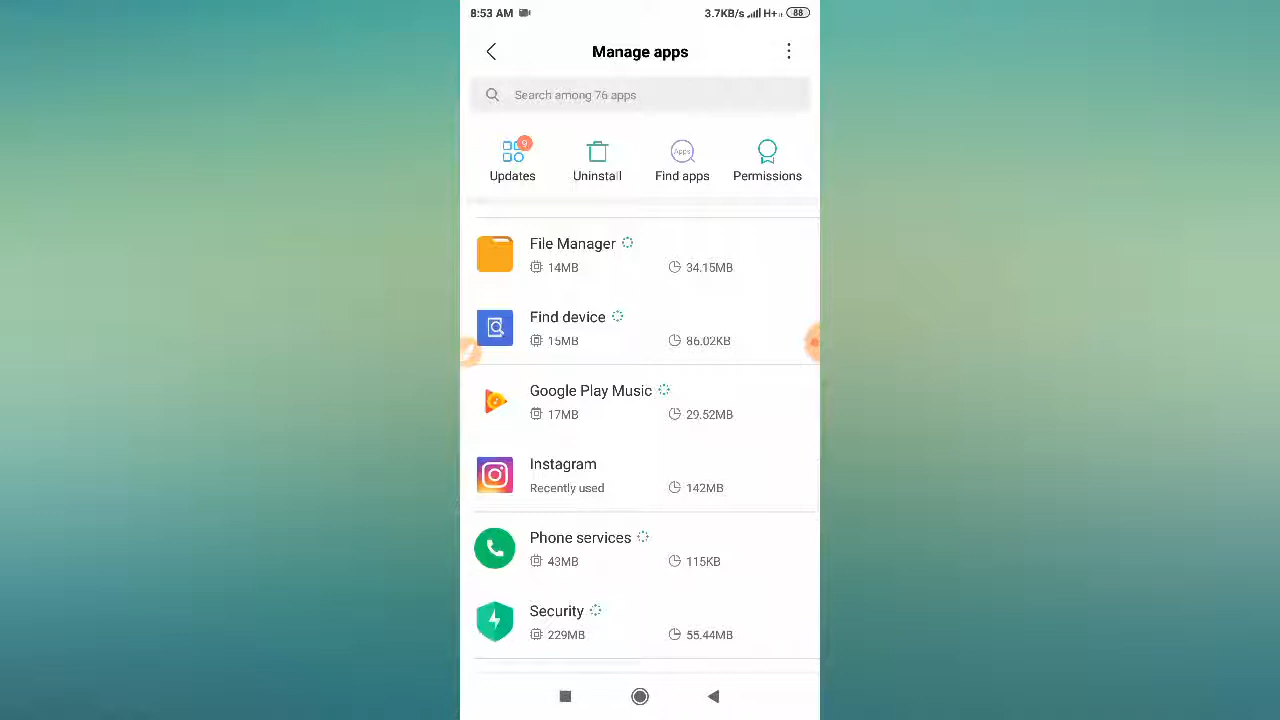 8:53 AM 3.7KB/s H+ 88
Manage apps
Search among 76 apps
9
Apps
Updates Uninstall Find apps Permissions
File Manager
14MB 34.15MB
Find device
15MB 86.02KB
Google Play Music
17MB 29.52MB
Instagram
Recently used 142MB
Phone services
43MB 115KB
Security
229MB 55.44MB